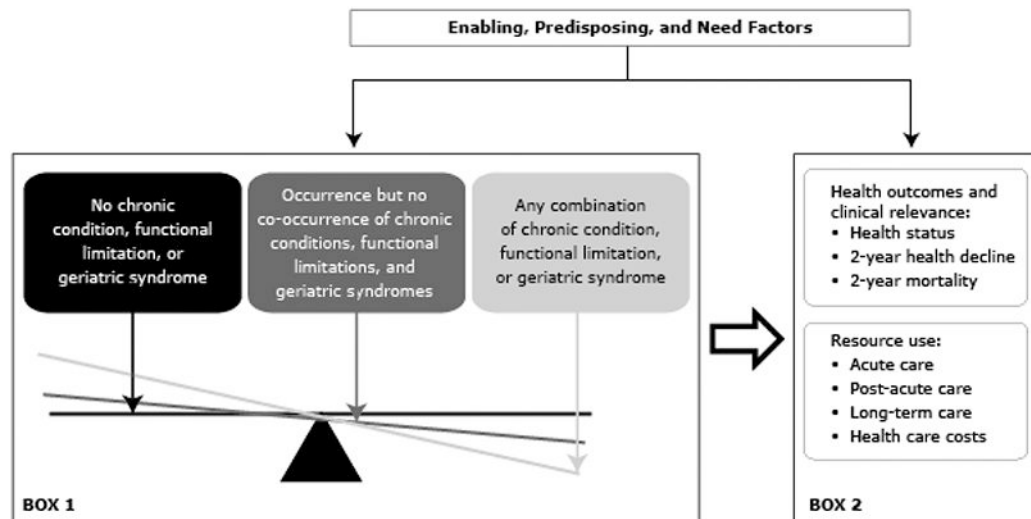 Enabling, Predisposing, and Need Factors
No chronic
condition, functional
limitation, or
geriatric syndrome
Occurrence but no
co-occurrence of chronic
conditions, functional
limitations, and
geriatric syndromes
Any combination
of chronic condition,
functional limitation,
or geriatric syndrome
BOX 1
Health outcomes and
clinical relevance:
• Health status
• 2-year health decline
• 2-year mortality
Resource use:
• Acute care
• Post-acute care
• Long-term care
• Health care costs
BOX 2